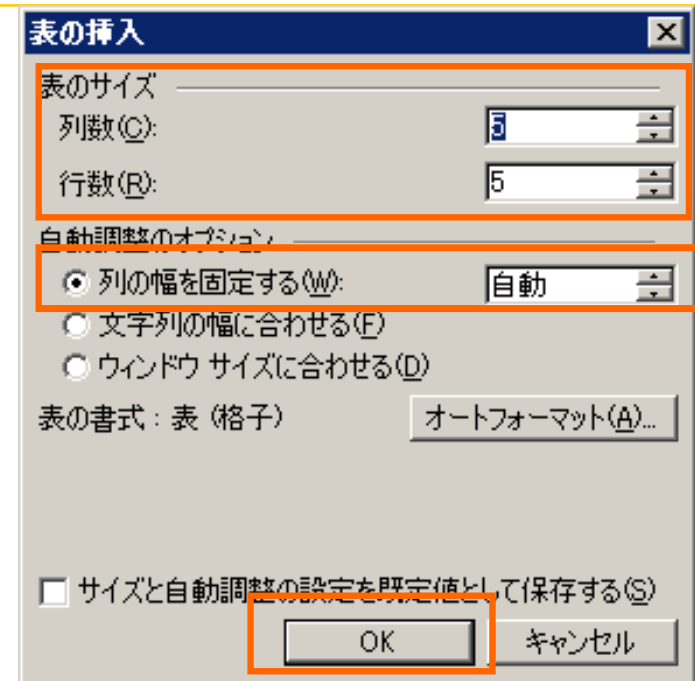 表の挿入
表のサイズ
列数(C): 5
行数(R): 5
自動調整のオプション
列の幅を固定する(W): 自動
文字列の幅に合わせる(F)
ウィンドウ サイズに合わせる(D)
表の書式 : 表 (格子) オートフォーマット(A)...
サイズと自動調整の設定を既定値として保存する(S)
OK キャンセル